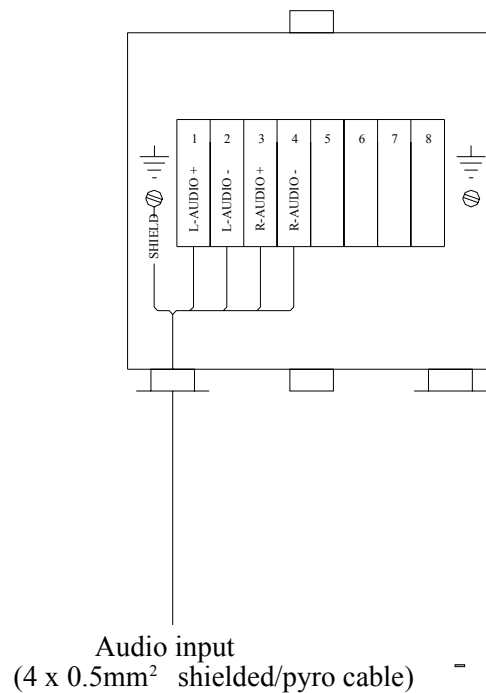 1 2 3 4 5 6 7 8
SHIELD
L-AUDIO +
L-AUDIO -
R-AUDIO +
R-AUDIO -
Audio input
(4 x 0.5mm² shielded/pyro cable)